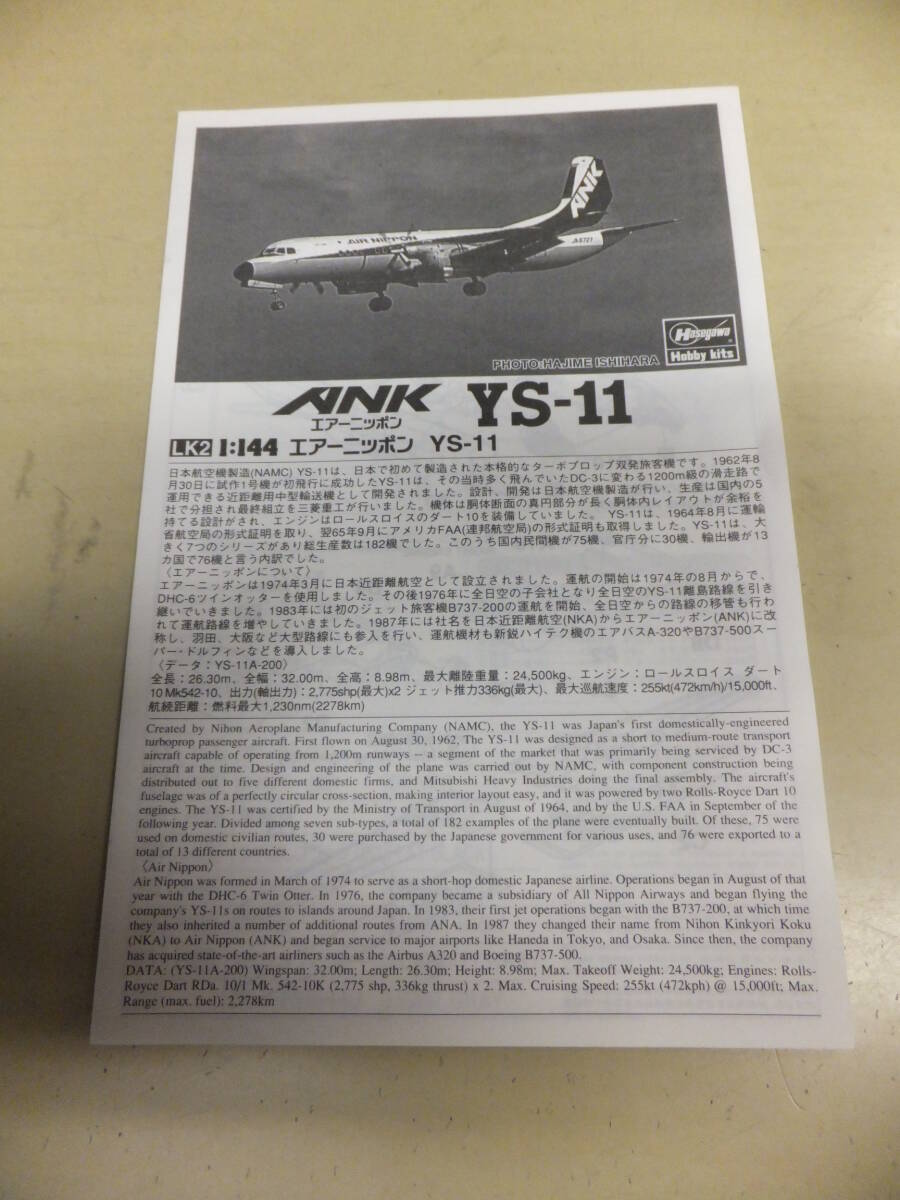 ANK
AIR NIPPON
JA8727
Hasegawa
Hobby kits
PHOTO:HAJIME ISHIHARA
ANK YS-11
エアーニッポン
LK2 1:144 エアーニッポン YS-11
日本航空機製造(NAMC) YS-11は、日本で初めて製造された本格的なターボプロップ双発旅客機です。1962年8
月30日に試作1号機が初飛行に成功したYS-11は、その当時多く飛んでいたDC-3に変わる1200m級の滑走路で
運用できる近距離用中型輸送機として開発されました。設計、開発は日本航空機製造が行い、生産は国内の5
社で分担され最終組立を三菱重工が行いました。機体は胴体断面の真円部分が長く胴体内レイアウトが余裕を
持てる設計がされ、エンジンはロールスロイスのダート10を装備していました。 YS-11は、1964年8月に運輸
省航空局の形式証明を取り、翌65年9月にアメリカFAA(連邦航空局)の形式証明も取得しました。YS-11は、大
きく7つのシリーズがあり総生産数は182機でした。このうち国内民間機が75機、官庁分に30機、輸出機が13
カ国で76機と言う内訳でした。
〈エアーニッポンについて〉
エアーニッポンは1974年3月に日本近距離航空として設立されました。運航の開始は1974年の8月からで、
DHC-6ツインオッターを使用しました。その後1976年に全日空の子会社となり全日空のYS-11離島路線を引き
継いでいきました。1983年には初のジェット旅客機B737-200の運航を開始、全日空からの路線の移管も行わ
れて運航路線を増やしていきました。1987年には社名を日本近距離航空(NKA)からエアーニッポン(ANK)に改
称し、羽田、大阪など大型路線にも参入を行い、運航機材も新鋭ハイテク機のエアバスA-320やB737-500スー
パー・ドルフィンなどを導入しました。
〈データ：YS-11A-200〉
全長：26.30m、全幅：32.00m、全高：8.98m、最大離陸重量：24,500kg、エンジン：ロールスロイス ダート
10 Mk542-10、出力(軸出力)：2,775shp(最大)x2 ジェット推力336kg(最大)、最大巡航速度：255kt(472km/h)/15,000ft、
航続距離：燃料最大1,230nm(2278km)
Created by Nihon Aeroplane Manufacturing Company (NAMC), the YS-11 was Japan's first domestically-engineered
turboprop passenger aircraft. First flown on August 30, 1962, The YS-11 was designed as a short to medium-route transport
aircraft capable of operating from 1,200m runways -- a segment of the market that was primarily being serviced by DC-3
aircraft at the time. Design and engineering of the plane was carried out by NAMC, with component construction being
distributed out to five different domestic firms, and Mitsubishi Heavy Industries doing the final assembly. The aircraft's
fuselage was of a perfectly circular cross-section, making interior layout easy, and it was powered by two Rolls-Royce Dart 10
engines. The YS-11 was certified by the Ministry of Transport in August of 1964, and by the U.S. FAA in September of the
following year. Divided among seven sub-types, a total of 182 examples of the plane were eventually built. Of these, 75 were
used on domestic civilian routes, 30 were purchased by the Japanese government for various uses, and 76 were exported to a
total of 13 different countries.
〈Air Nippon〉
Air Nippon was formed in March of 1974 to serve as a short-hop domestic Japanese airline. Operations began in August of that
year with the DHC-6 Twin Otter. In 1976, the company became a subsidiary of All Nippon Airways and began flying the
company's YS-11s on routes to islands around Japan. In 1983, their first jet operations began with the B737-200, at which time
they also inherited a number of additional routes from ANA. In 1987 they changed their name from Nihon Kinkyori Koku
(NKA) to Air Nippon (ANK) and began service to major airports like Haneda in Tokyo, and Osaka. Since then, the company
has acquired state-of-the-art airliners such as the Airbus A320 and Boeing B737-500.
DATA: (YS-11A-200) Wingspan: 32.00m; Length: 26.30m; Height: 8.98m; Max. Takeoff Weight: 24,500kg; Engines: Rolls-
Royce Dart RDa. 10/1 Mk. 542-10K (2,775 shp, 336kg thrust) x 2. Max. Cruising Speed: 255kt (472kph) @ 15,000ft; Max.
Range (max. fuel): 2,278km